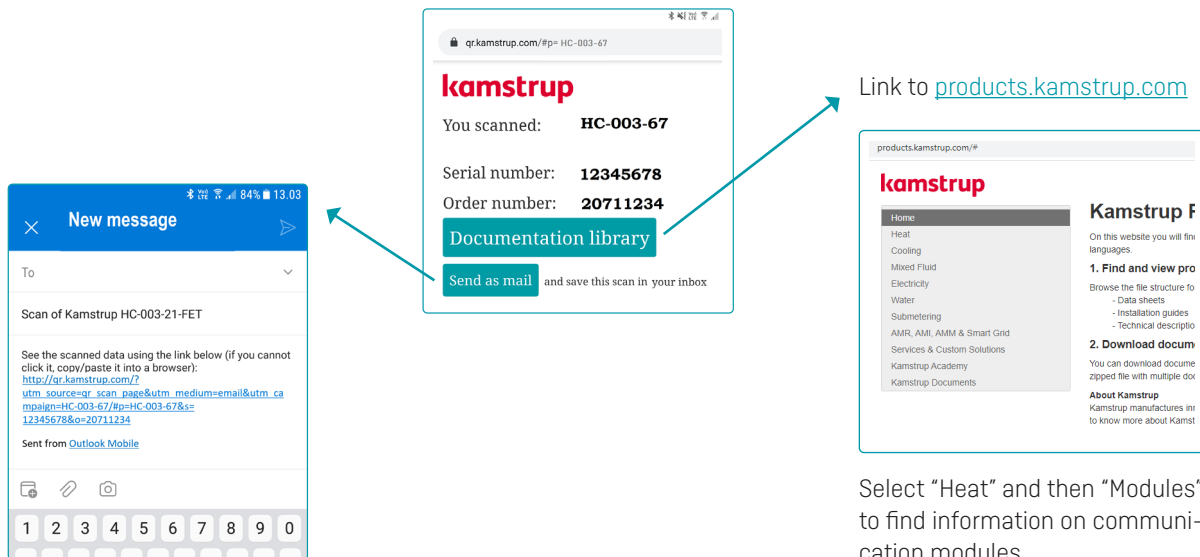 qr.kamstrup.com/#p= HC-003-67
kamstrup
You scanned: HC-003-67
Serial number: 12345678
Order number: 20711234
Documentation library
Send as mail and save this scan in your inbox
84% 13.03
New message
To
Scan of Kamstrup HC-003-21-FET
See the scanned data using the link below (if you cannot
click it, copy/paste it into a browser):
http://qr.kamstrup.com/?
utm_source=qr_scan_page&utm_medium=email&utm_ca
mpaign=HC-003-67/#p=HC-003-67&s=
12345678&o=20711234
Sent from Outlook Mobile
1 2 3 4 5 6 7 8 9 0
Link to products.kamstrup.com
products.kamstrup.com/#
kamstrup
Home
Heat
Cooling
Mixed Fluid
Electricity
Water
Submetering
AMR, AMI, AMM & Smart Grid
Services & Custom Solutions
Kamstrup Academy
Kamstrup Documents
Kamstrup F
On this website you will find
languages.
1. Find and view pro
Browse the file structure fo
- Data sheets
- Installation guides
- Technical descriptio
2. Download docum
You can download docume
zipped file with multiple doc
About Kamstrup
Kamstrup manufactures inn
to know more about Kamst
Select “Heat” and then “Modules”
to find information on communi-
cation modules